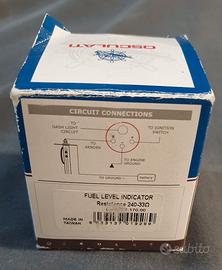 OSCULATI
CIRCUIT CONNECTIONS
TO
DASH LIGHT
CIRCUIT
TO IGNITION
SWITCH
TO
SENDER
TO ENGINE
GROUND
TO GROUND
battery
FUEL LEVEL INDICATOR
Resistance 240-33Ω
MADE IN
TAIWAN
subito